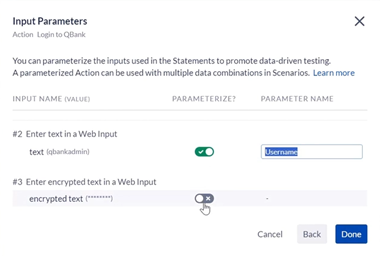 Input Parameters
Action Login to QBank
You can parameterize the inputs used in the Statements to promote data-driven testing.
A parameterized Action can be used with multiple data combinations in Scenarios. Learn more
INPUT NAME (VALUE) PARAMETERIZE? PARAMETER NAME
#2 Enter text in a Web Input
text (qbankadmin) Username
#3 Enter encrypted text in a Web Input
encrypted text (********) -
Cancel Back Done